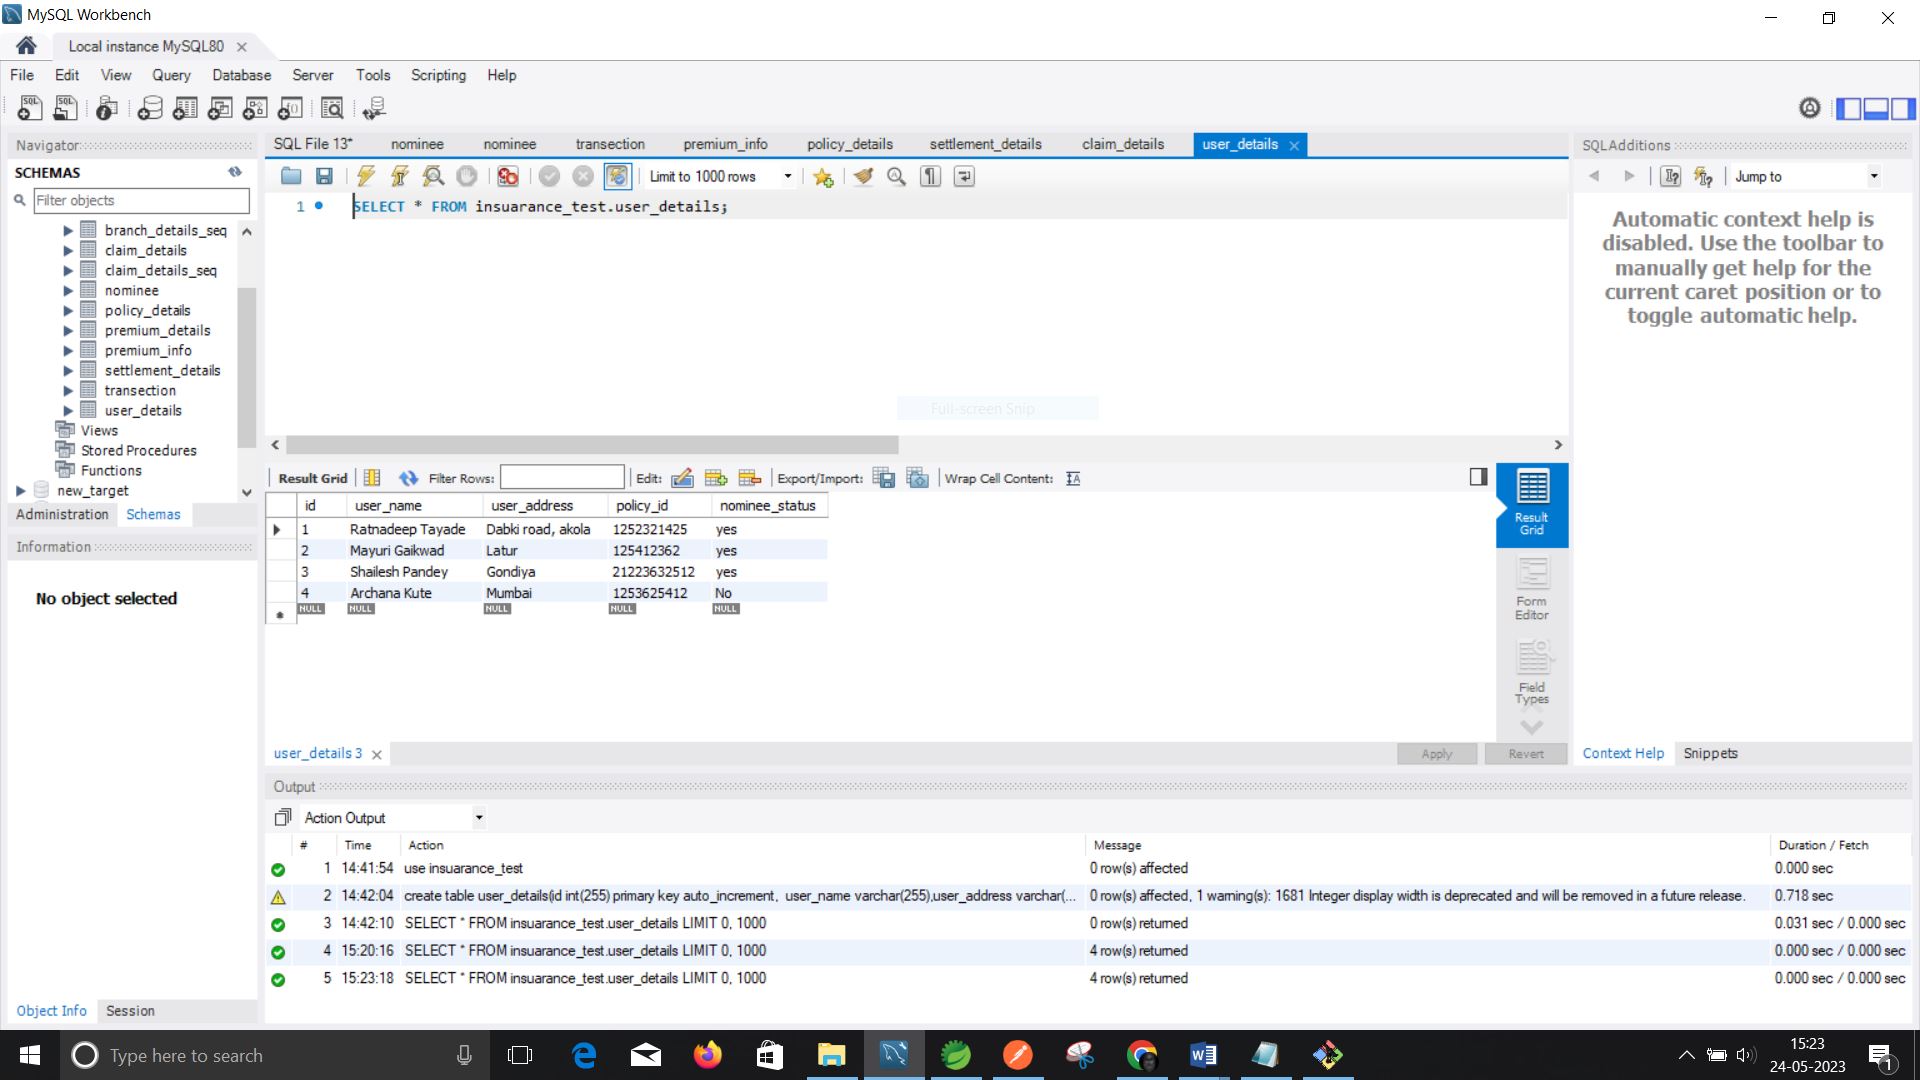 MySQL Workbench
Local instance MySQL80
File Edit View Query Database Server Tools Scripting Help
Navigator
SCHEMAS
Filter objects
branch_details_seq
claim_details
claim_details_seq
nominee
policy_details
premium_details
premium_info
settlement_details
transection
user_details
Views
Stored Procedures
Functions
new_target
Administration Schemas
Information
No object selected
Object Info Session
SQL File 13* nominee nominee transection premium_info policy_details settlement_details claim_details user_details
Limit to 1000 rows
1 SELECT * FROM insuarance_test.user_details;
Full-screen Snip
Result Grid Filter Rows: Edit: Export/Import: Wrap Cell Content:
id user_name user_address policy_id nominee_status
1 Ratnadeep Tayade Dabki road, akola 1252321425 yes
2 Mayuri Gaikwad Latur 125412362 yes
3 Shailesh Pandey Gondiya 21223632512 yes
4 Archana Kute Mumbai 1253625412 No
NULL NULL NULL NULL NULL
Result Grid
Form Editor
Field Types
user_details 3
Apply Revert
SQLAdditions
Jump to
Automatic context help is
disabled. Use the toolbar to
manually get help for the
current caret position or to
toggle automatic help.
Context Help Snippets
Output
Action Output
# Time Action Message Duration / Fetch
1 14:41:54 use insuarance_test 0 row(s) affected 0.000 sec
2 14:42:04 create table user_details(id int(255) primary key auto_increment, user_name varchar(255),user_address varchar(... 0 row(s) affected, 1 warning(s): 1681 Integer display width is deprecated and will be removed in a future release. 0.718 sec
3 14:42:10 SELECT * FROM insuarance_test.user_details LIMIT 0, 1000 0 row(s) returned 0.031 sec / 0.000 sec
4 15:20:16 SELECT * FROM insuarance_test.user_details LIMIT 0, 1000 4 row(s) returned 0.000 sec / 0.000 sec
5 15:23:18 SELECT * FROM insuarance_test.user_details LIMIT 0, 1000 4 row(s) returned 0.000 sec / 0.000 sec
Type here to search
15:23
24-05-2023
1